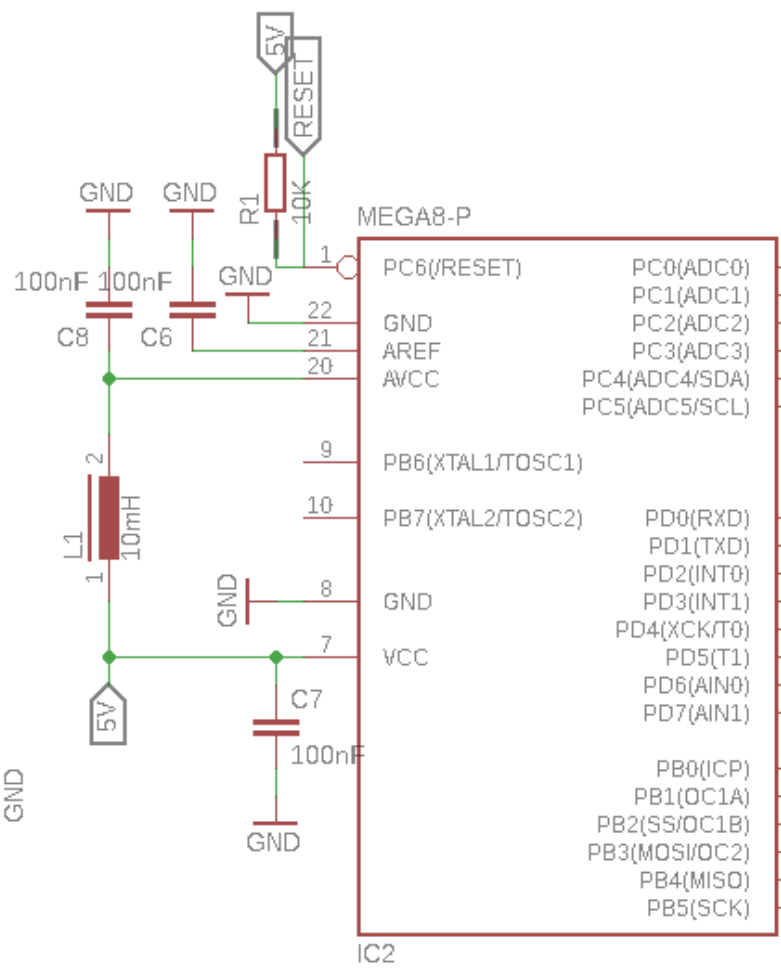 5V
RESET
R1
10K
GND
GND
100nF
100nF
C8
C6
GND
MEGA8-P
1
PC6(/RESET)
22
GND
21
AREF
20
AVCC
9
PB6(XTAL1/TOSC1)
10
PB7(XTAL2/TOSC2)
8
GND
GND
7
VCC
2
L1
10mH
1
5V
C7
100nF
GND
GND
PC0(ADC0)
PC1(ADC1)
PC2(ADC2)
PC3(ADC3)
PC4(ADC4/SDA)
PC5(ADC5/SCL)
PD0(RXD)
PD1(TXD)
PD2(INT0)
PD3(INT1)
PD4(XCK/T0)
PD5(T1)
PD6(AIN0)
PD7(AIN1)
PB0(ICP)
PB1(OC1A)
PB2(SS/OC1B)
PB3(MOSI/OC2)
PB4(MISO)
PB5(SCK)
IC2